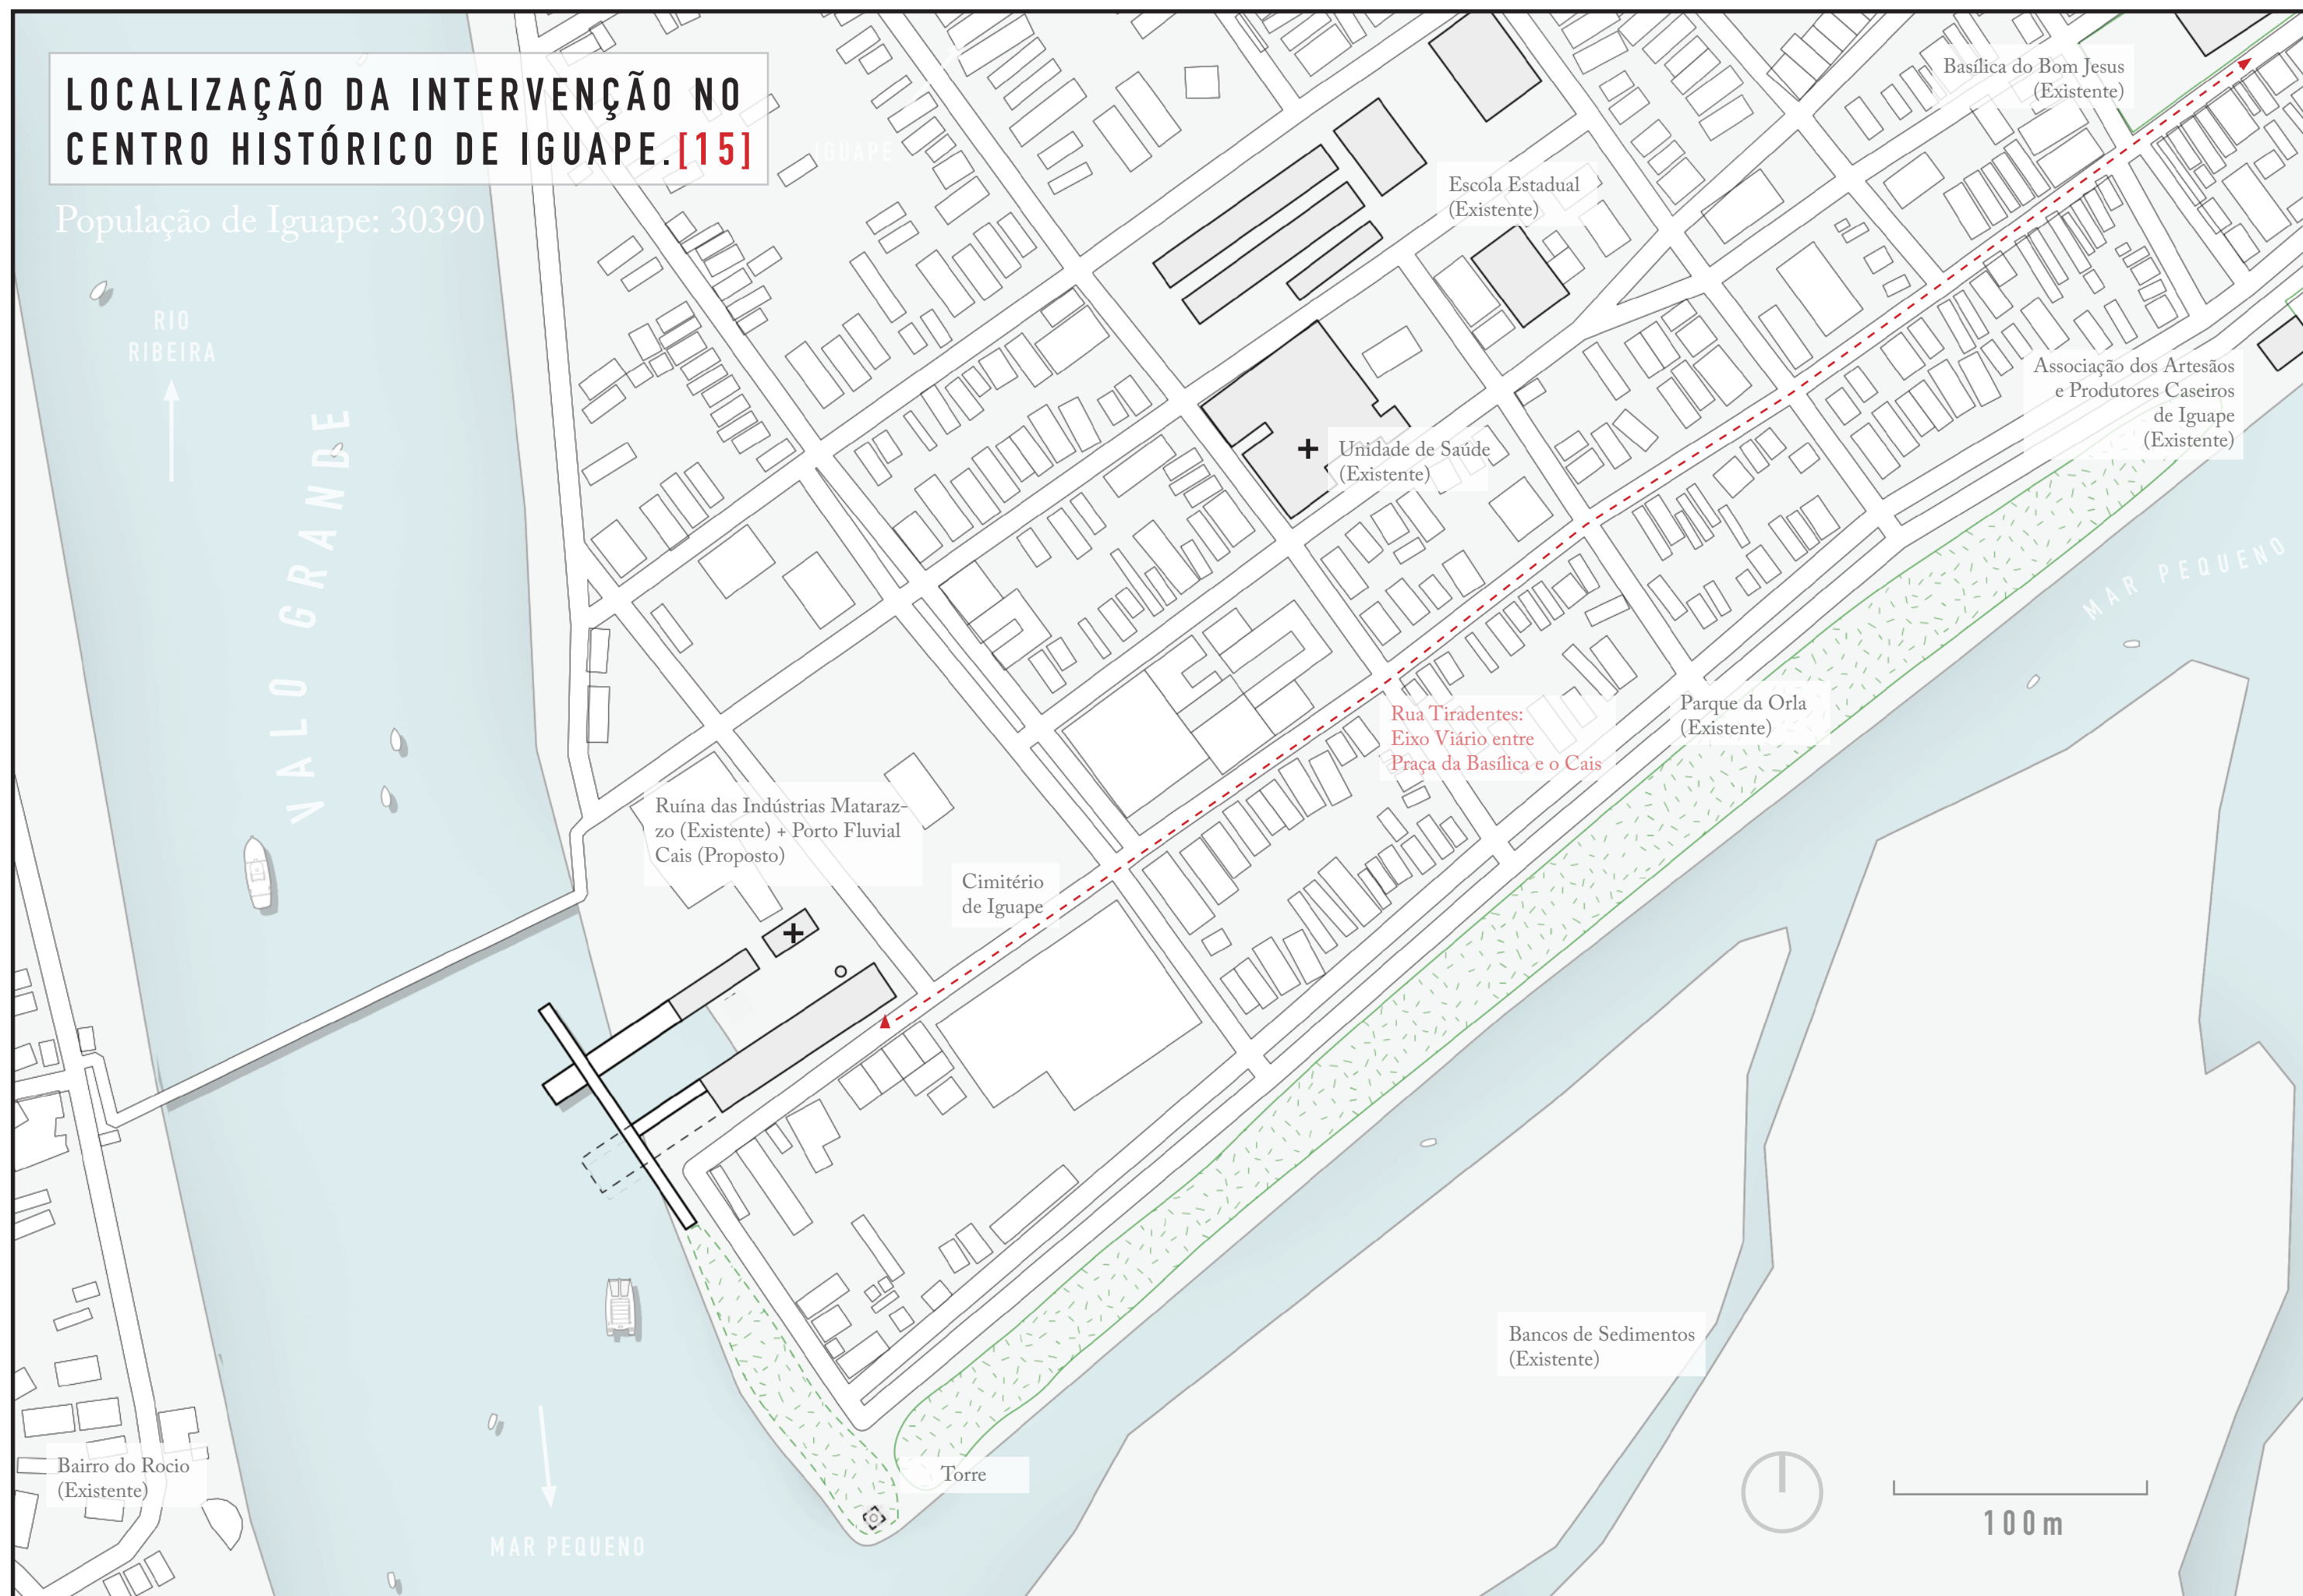 LOCALIZAÇÃO DA INTERVENÇÃO NO
CENTRO HISTÓRICO DE IGUAPE.[15]
População de Iguape: 30390
IGUAPE
Basílica do Bom Jesus
(Existente)
Escola Estadual
(Existente)
RIO
RIBEIRA
VALO GRANDE
Associação dos Artesãos
e Produtores Caseiros
de Iguape
(Existente)
Unidade de Saúde
(Existente)
MAR PEQUENO
Rua Tiradentes:
Eixo Viário entre
Praça da Basílica e o Cais
Parque da Orla
(Existente)
Ruína das Indústrias Mataraz-
zo (Existente) + Porto Fluvial
Cais (Proposto)
Cimitério
de Iguape
Bancos de Sedimentos
(Existente)
Bairro do Rocio
(Existente)
Torre
MAR PEQUENO
100m